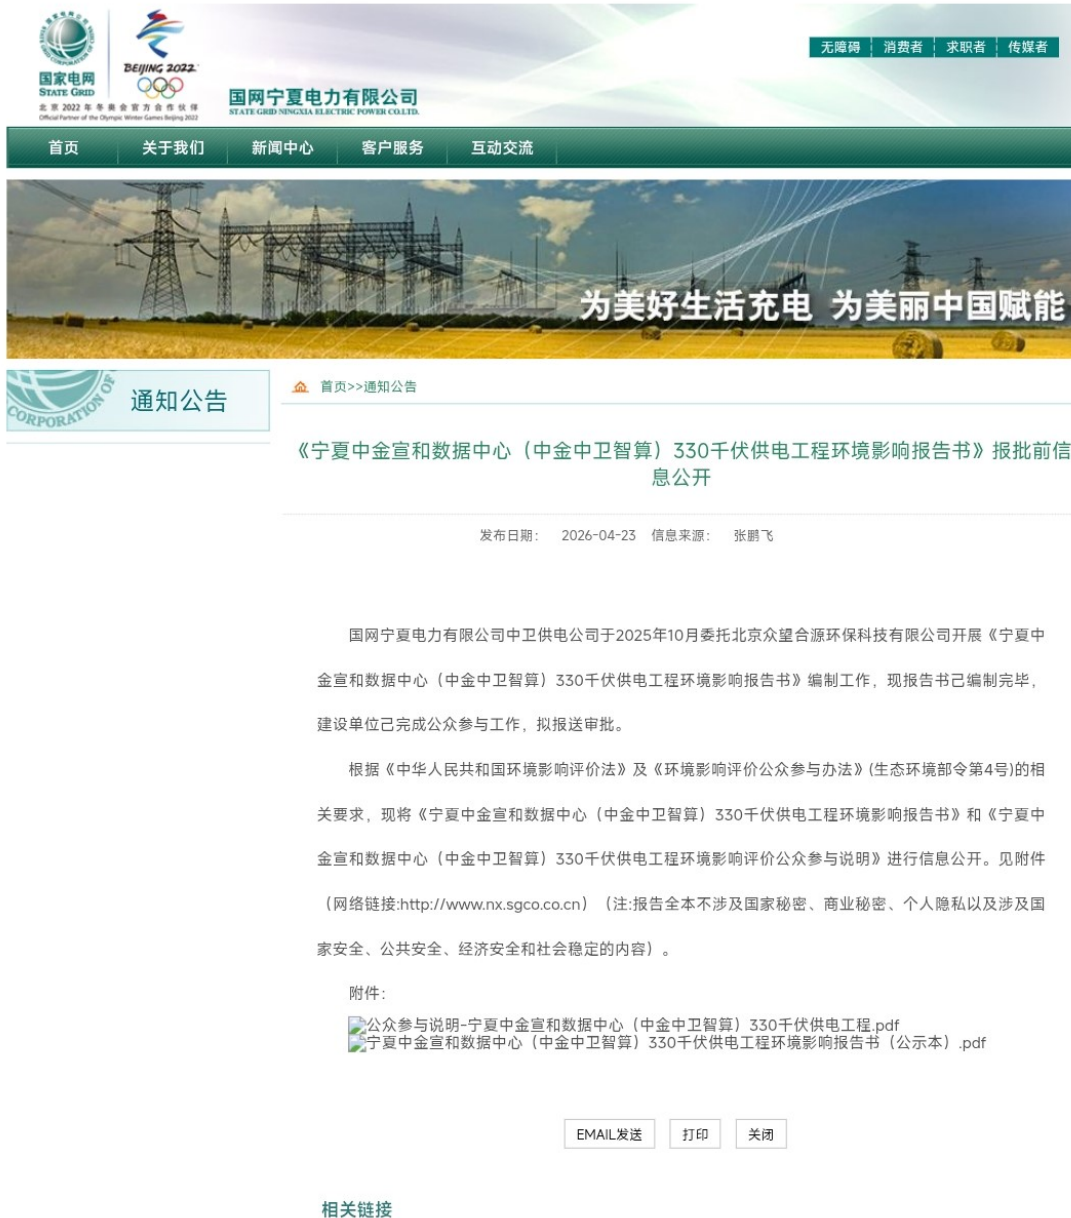 国家电网
STATE GRID
BEIJING 2022
北京2022年冬奥会官方合作伙伴
Official Partner of the Olympic Winter Games Beijing 2022
国网宁夏电力有限公司
STATE GRID NINGXIA ELECTRIC POWER CO.LTD.
无障碍 消费者 求职者 传媒者
首页 关于我们 新闻中心 客户服务 互动交流
为美好生活充电 为美丽中国赋能
CORPORATION OF
通知公告
首页>>通知公告
《宁夏中金宣和数据中心（中金中卫智算）330千伏供电工程环境影响报告书》报批前信
息公开
发布日期： 2026-04-23 信息来源： 张鹏飞
国网宁夏电力有限公司中卫供电公司于2025年10月委托北京众望合源环保科技有限公司开展《宁夏中
金宣和数据中心（中金中卫智算）330千伏供电工程环境影响报告书》编制工作，现报告书己编制完毕，
建设单位己完成公众参与工作，拟报送审批。
根据《中华人民共和国环境影响评价法》及《环境影响评价公众参与办法》(生态环境部令第4号)的相
关要求，现将《宁夏中金宣和数据中心（中金中卫智算）330千伏供电工程环境影响报告书》和《宁夏中
金宣和数据中心（中金中卫智算）330千伏供电工程环境影响评价公众参与说明》进行信息公开。见附件
（网络链接:http://www.nx.sgco.co.cn）（注:报告全本不涉及国家秘密、商业秘密、个人隐私以及涉及国
家安全、公共安全、经济安全和社会稳定的内容）。
附件：
公众参与说明-宁夏中金宣和数据中心（中金中卫智算）330千伏供电工程.pdf
宁夏中金宣和数据中心（中金中卫智算）330千伏供电工程环境影响报告书（公示本）.pdf
EMAIL发送 打印 关闭
相关链接